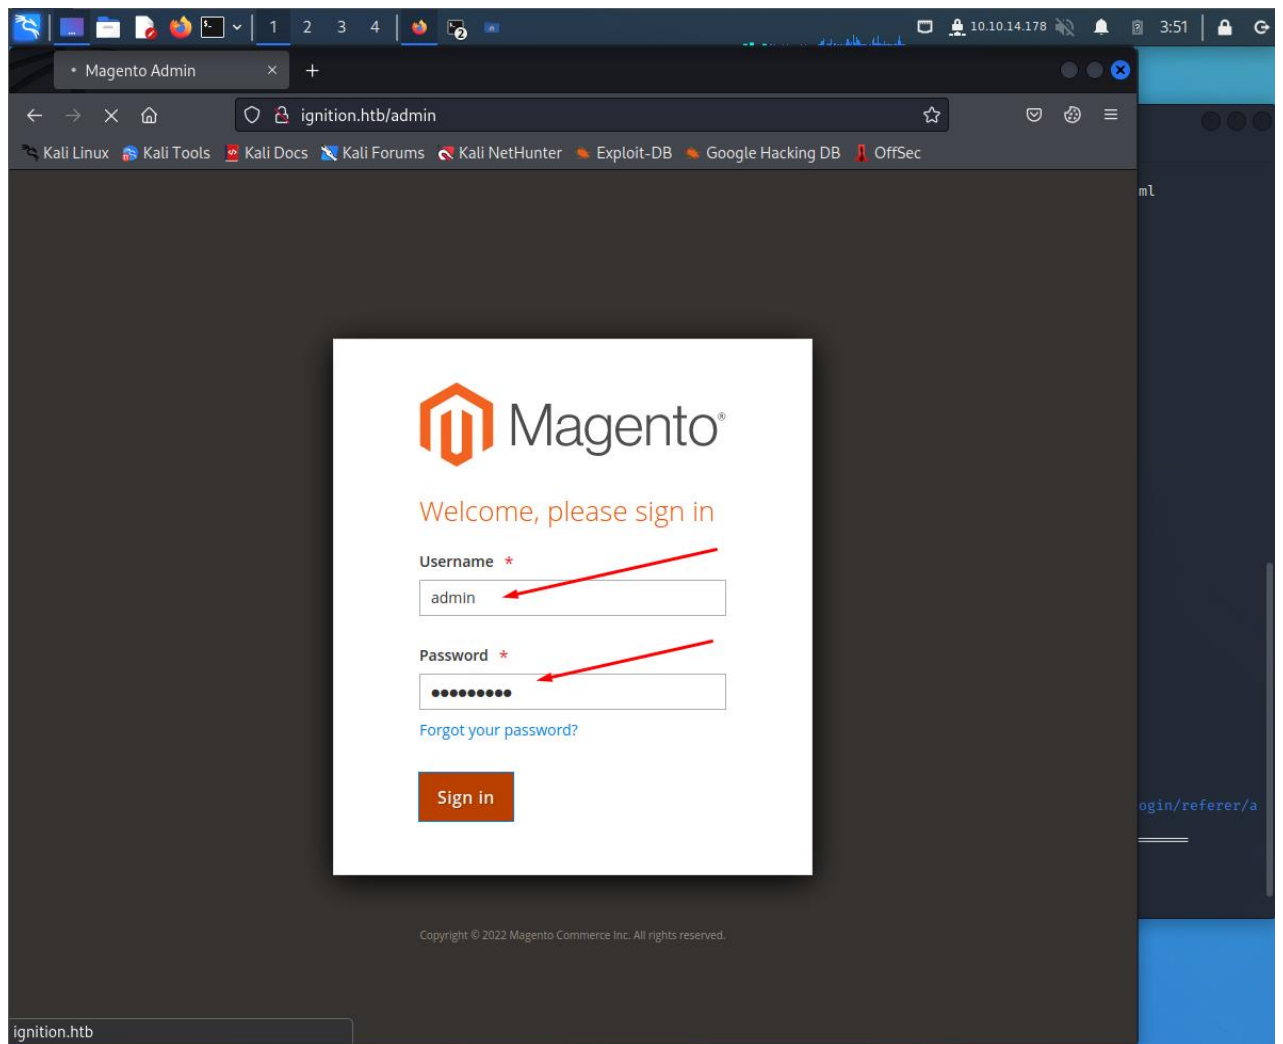 1 2 3 4 2 10.10.14.178 3:51
Magento Admin
ignition.htb/admin
Kali Linux Kali Tools Kali Docs Kali Forums Kali NetHunter Exploit-DB Google Hacking DB OffSec
ml
Magento®
Welcome, please sign in
Username *
admin
Password *
•••••••••
Forgot your password?
Sign in
ogin/referer/a
Copyright © 2022 Magento Commerce Inc. All rights reserved.
ignition.htb